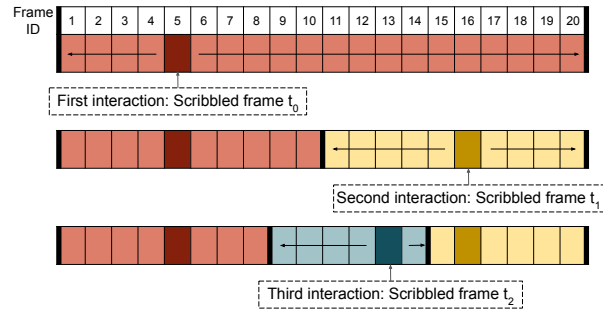 Frame ID 1 2 3 4 5 6 7 8 9 10 11 12 13 14 15 16 17 18 19 20
First interaction: Scribbled frame t0
Second interaction: Scribbled frame t1
Third interaction: Scribbled frame t2